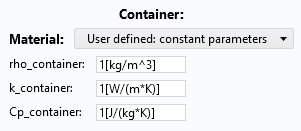 Container:
Material: User defined: constant parameters
rho_container: 1[kg/m^3]
k_container: 1[W/(m*K)]
Cp_container: 1[J/(kg*K)]